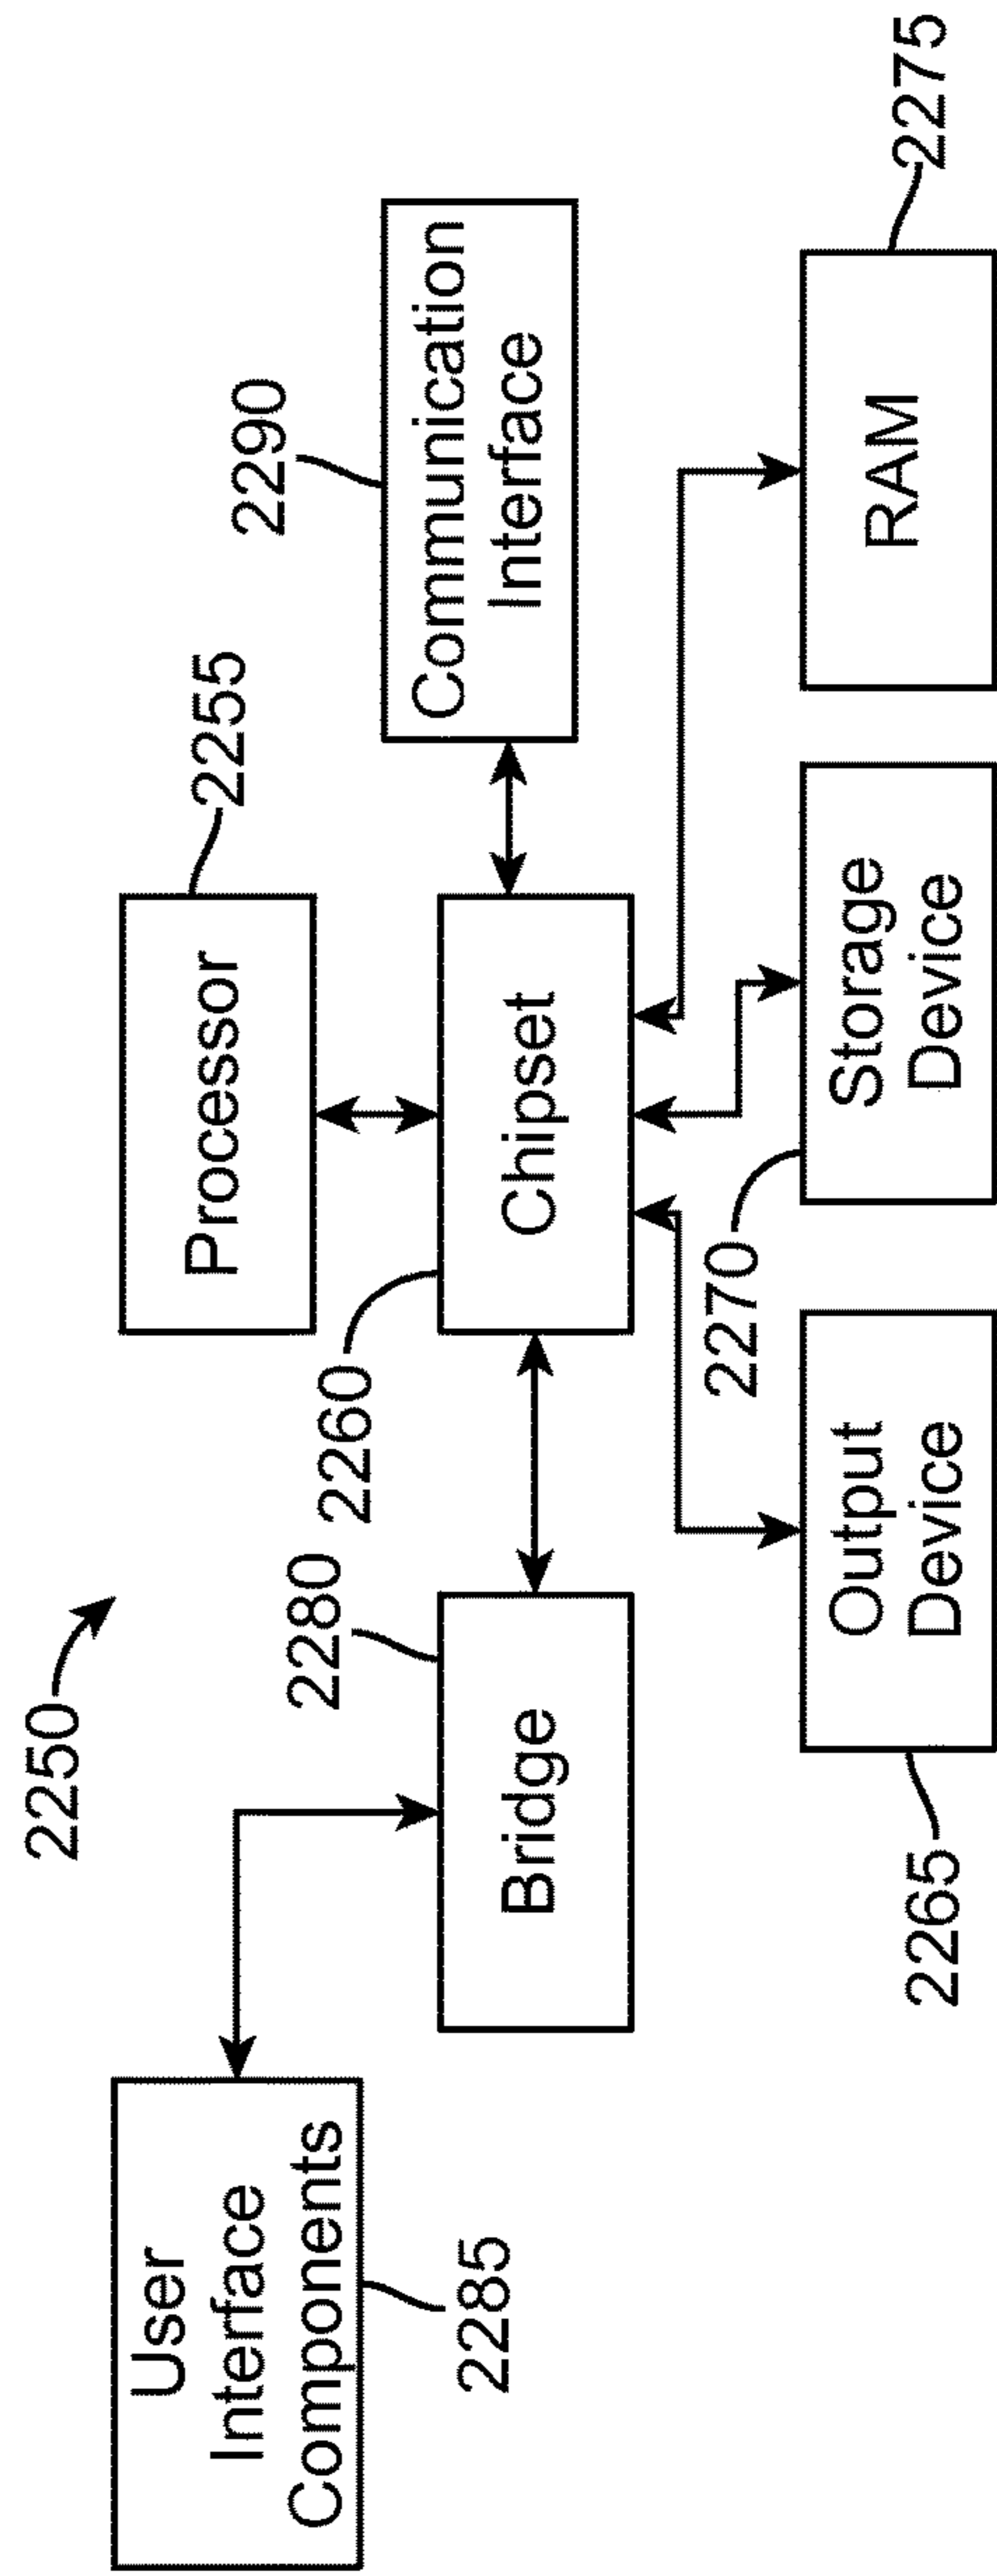 2250
User
Interface
Components
2285
Processor
2255
2280
Bridge
2260
Chipset
2290
Communication
Interface
Output
Device
2265
2270
Storage
Device
RAM
2275